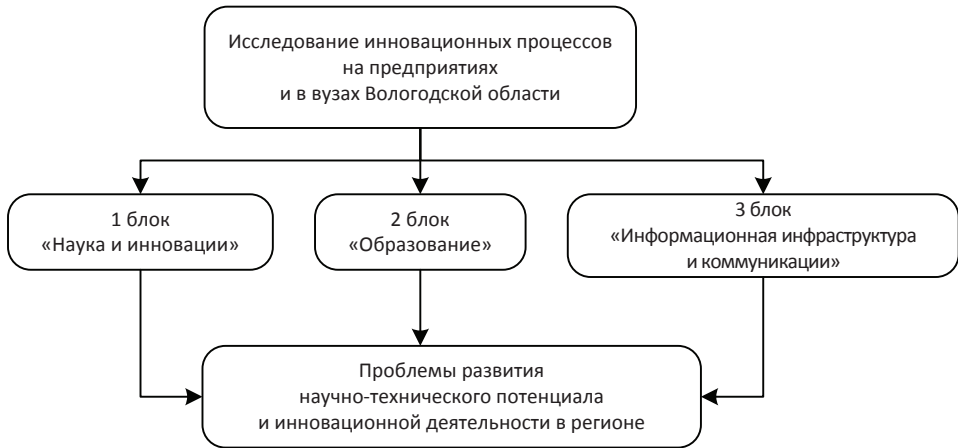 Исследование инновационных процессов
на предприятиях
и в вузах Вологодской области
1 блок
«Наука и инновации»
2 блок
«Образование»
3 блок
«Информационная инфраструктура
и коммуникации»
Проблемы развития
научно-технического потенциала
и инновационной деятельности в регионе